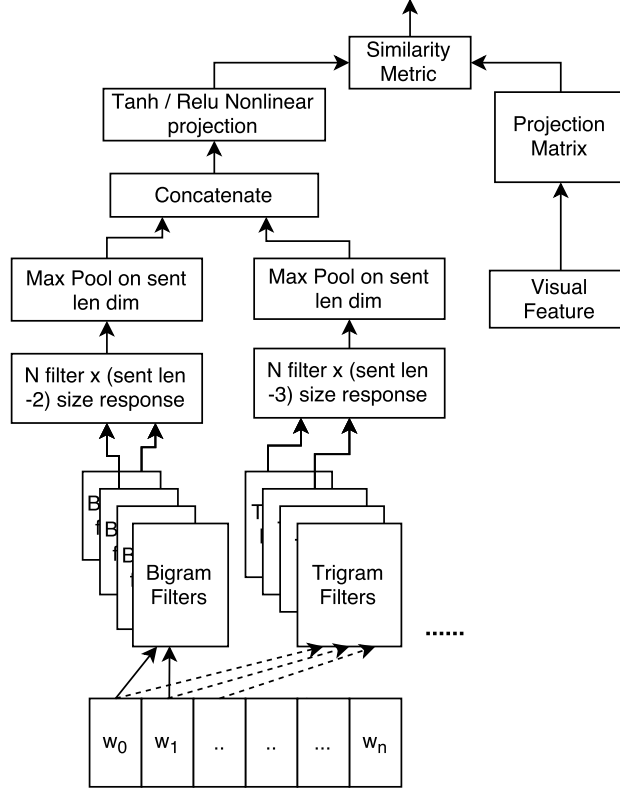 Similarity
Metric
Tanh / Relu Nonlinear
projection
Projection
Matrix
Concatenate
Max Pool on sent
len dim
Max Pool on sent
len dim
Visual
Feature
N filter x (sent len
-2) size response
N filter x (sent len
-3) size response
......
B
f
B
f
B
f
Bigram
Filters
T
Trigram
Filters
......
w0
w1
..
..
...
wn